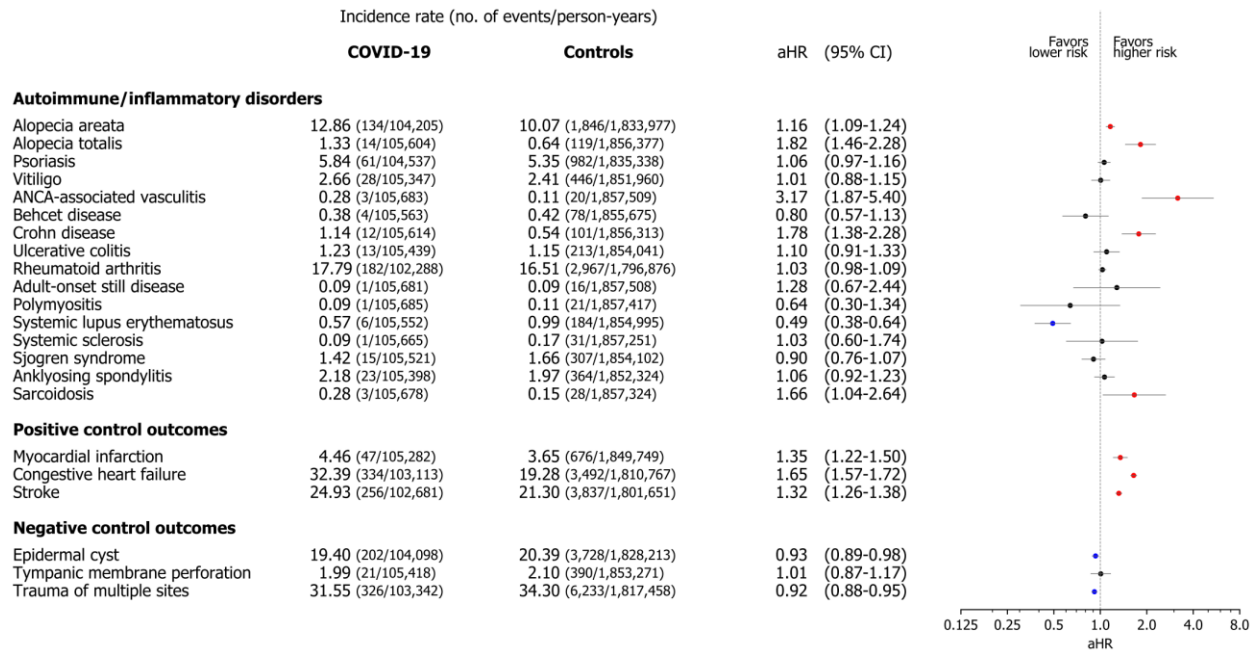 Incidence rate (no. of events/person-years)
COVID-19 Controls aHR (95% CI) Favors lower risk Favors higher risk
Autoimmune/inflammatory disorders
Alopecia areata 12.86 (134/104,205) 10.07 (1,846/1,833,977) 1.16 (1.09-1.24)
Alopecia totalis 1.33 (14/105,604) 0.64 (119/1,856,377) 1.82 (1.46-2.28)
Psoriasis 5.84 (61/104,537) 5.35 (982/1,835,338) 1.06 (0.97-1.16)
Vitiligo 2.66 (28/105,347) 2.41 (446/1,851,960) 1.01 (0.88-1.15)
ANCA-associated vasculitis 0.28 (3/105,683) 0.11 (20/1,857,509) 3.17 (1.87-5.40)
Behcet disease 0.38 (4/105,563) 0.42 (78/1,855,675) 0.80 (0.57-1.13)
Crohn disease 1.14 (12/105,614) 0.54 (101/1,856,313) 1.78 (1.38-2.28)
Ulcerative colitis 1.23 (13/105,439) 1.15 (213/1,854,041) 1.10 (0.91-1.33)
Rheumatoid arthritis 17.79 (182/102,288) 16.51 (2,967/1,796,876) 1.03 (0.98-1.09)
Adult-onset still disease 0.09 (1/105,681) 0.09 (16/1,857,508) 1.28 (0.67-2.44)
Polymyositis 0.09 (1/105,685) 0.11 (21/1,857,417) 0.64 (0.30-1.34)
Systemic lupus erythematosus 0.57 (6/105,552) 0.99 (184/1,854,995) 0.49 (0.38-0.64)
Systemic sclerosis 0.09 (1/105,665) 0.17 (31/1,857,251) 1.03 (0.60-1.74)
Sjogren syndrome 1.42 (15/105,521) 1.66 (307/1,854,102) 0.90 (0.76-1.07)
Anklyosing spondylitis 2.18 (23/105,398) 1.97 (364/1,852,324) 1.06 (0.92-1.23)
Sarcoidosis 0.28 (3/105,678) 0.15 (28/1,857,324) 1.66 (1.04-2.64)
Positive control outcomes
Myocardial infarction 4.46 (47/105,282) 3.65 (676/1,849,749) 1.35 (1.22-1.50)
Congestive heart failure 32.39 (334/103,113) 19.28 (3,492/1,810,767) 1.65 (1.57-1.72)
Stroke 24.93 (256/102,681) 21.30 (3,837/1,801,651) 1.32 (1.26-1.38)
Negative control outcomes
Epidermal cyst 19.40 (202/104,098) 20.39 (3,728/1,828,213) 0.93 (0.89-0.98)
Tympanic membrane perforation 1.99 (21/105,418) 2.10 (390/1,853,271) 1.01 (0.87-1.17)
Trauma of multiple sites 31.55 (326/103,342) 34.30 (6,233/1,817,458) 0.92 (0.88-0.95)
0.125 0.25 0.5 1.0 2.0 4.0 8.0
aHR